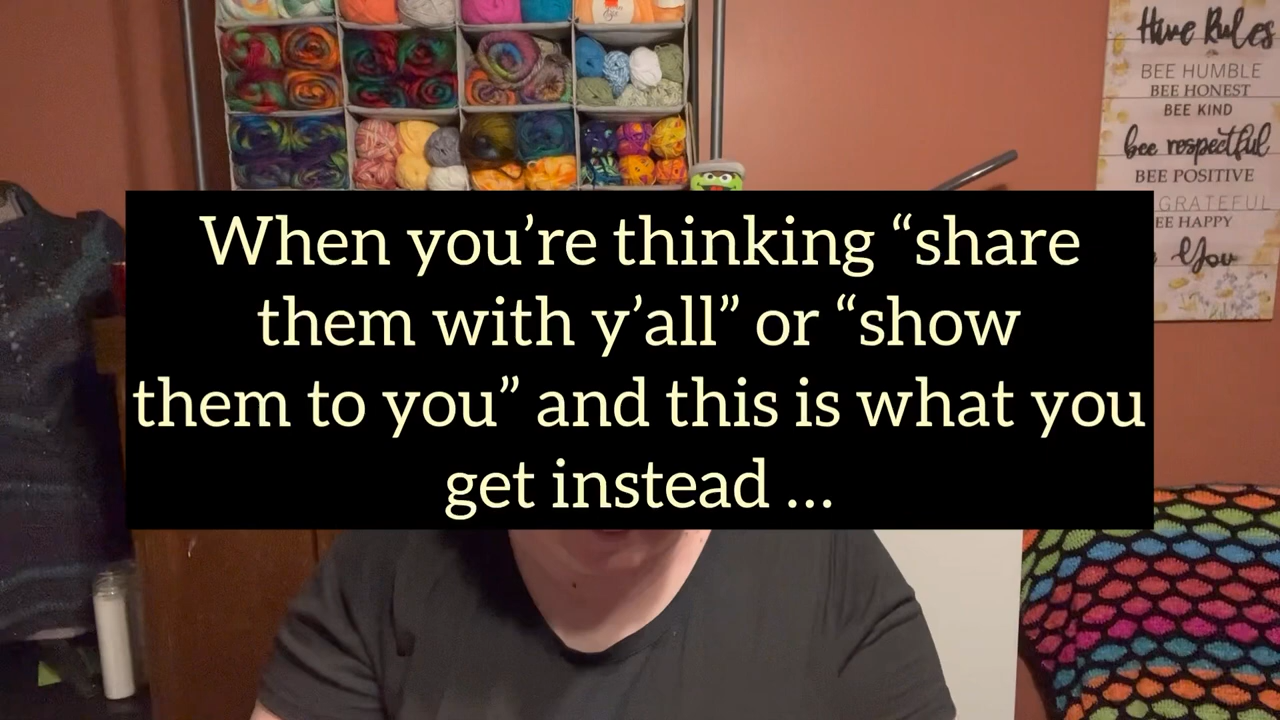 When you’re thinking “share
them with y’all” or “show
them to you” and this is what you
get instead ...
Hive Rules
BEE HUMBLE
BEE HONEST
BEE KIND
bee respectful
BEE POSITIVE
GRATEFUL
EE HAPPY
You